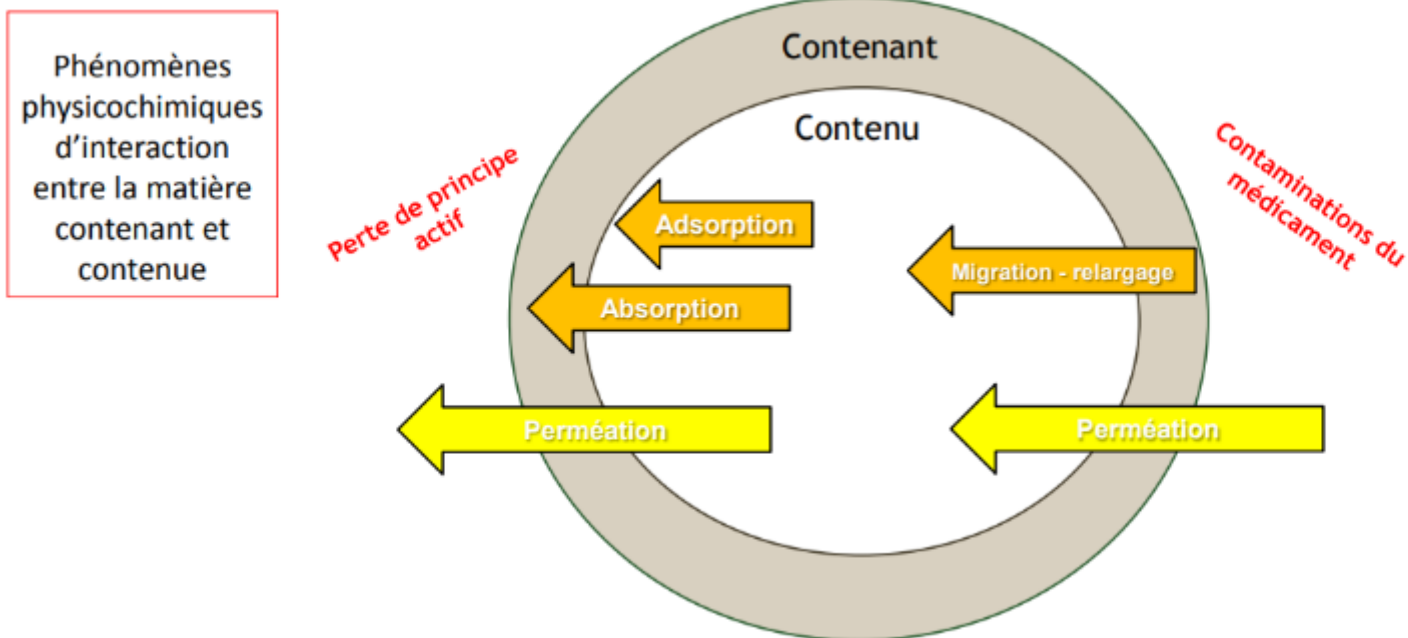 Phénomènes
physicochimiques
d'interaction
entre la matière
contenant et
contenue
Contenant
Contenu
Perte de principe
actif
Contaminations du
médicament
Adsorption
Migration - relargage
Absorption
Perméation
Perméation